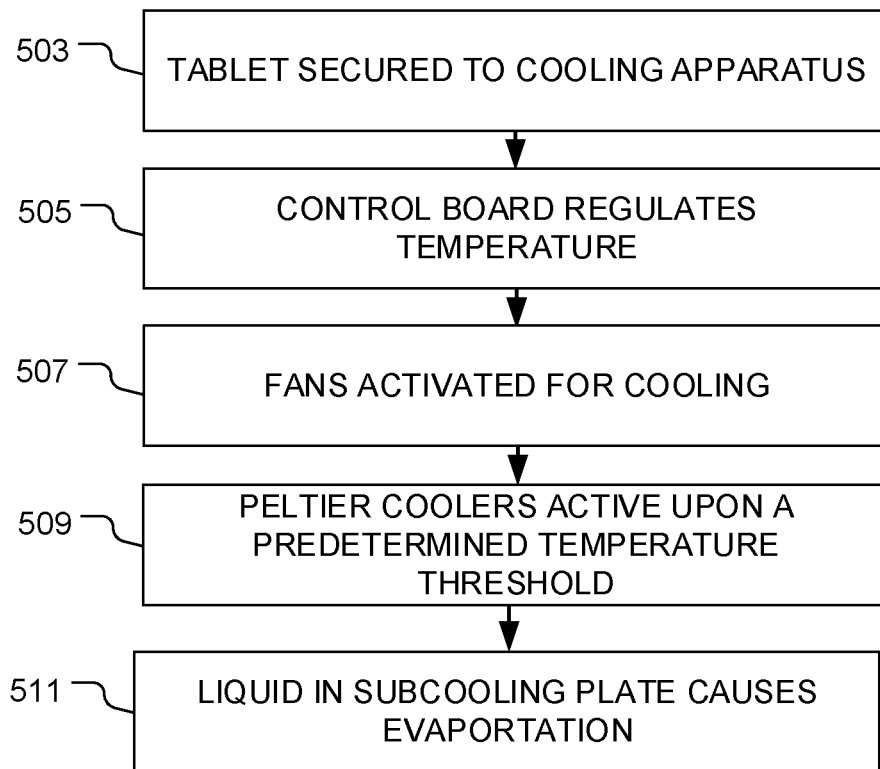 503
TABLET SECURED TO COOLING APPARATUS
505
CONTROL BOARD REGULATES
TEMPERATURE
507
FANS ACTIVATED FOR COOLING
509
PELTIER COOLERS ACTIVE UPON A
PREDETERMINED TEMPERATURE
THRESHOLD
511
LIQUID IN SUBCOOLING PLATE CAUSES
EVAPORTATION